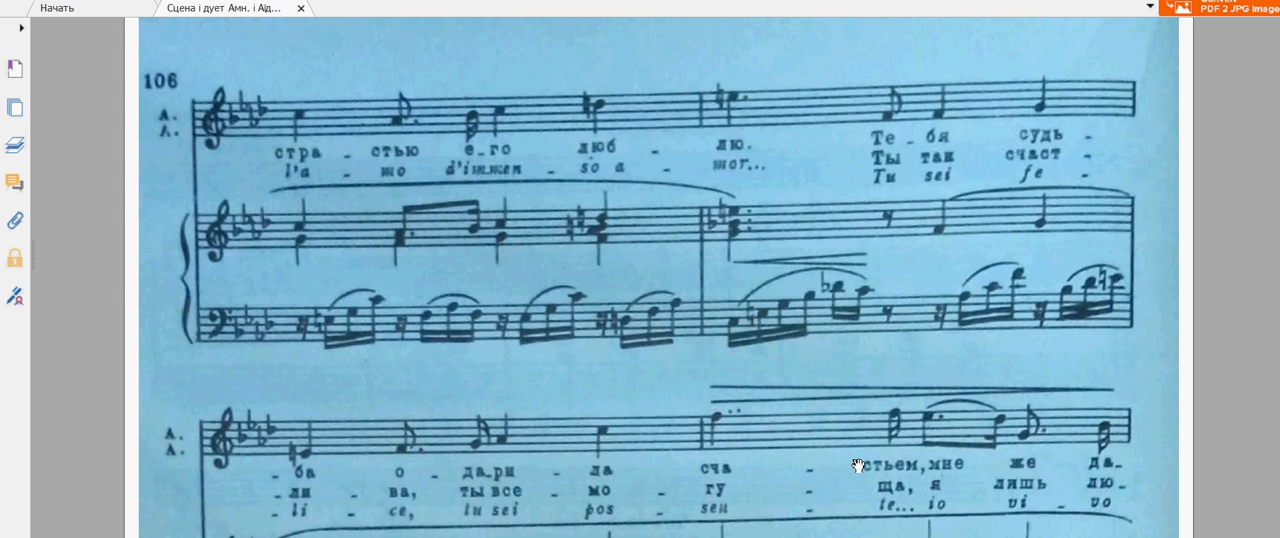 Начать
Сцена і дует Амн. і Аїд...
PDF 2 JPG Image
106
А.
А.
стра - стью е-го люб - лю. Те - бя судь -
Ты так счаст -
l'a - mo d'immen - so a - mor... Tu sei fe -
А.
А.
- ба о - да-ри - ла сча - стьем, мне же да-
- ли - ва, ты все - мо - гу - ща, я лишь лю-
- li - ce, tu sei pos - sen - te... io vi - vo